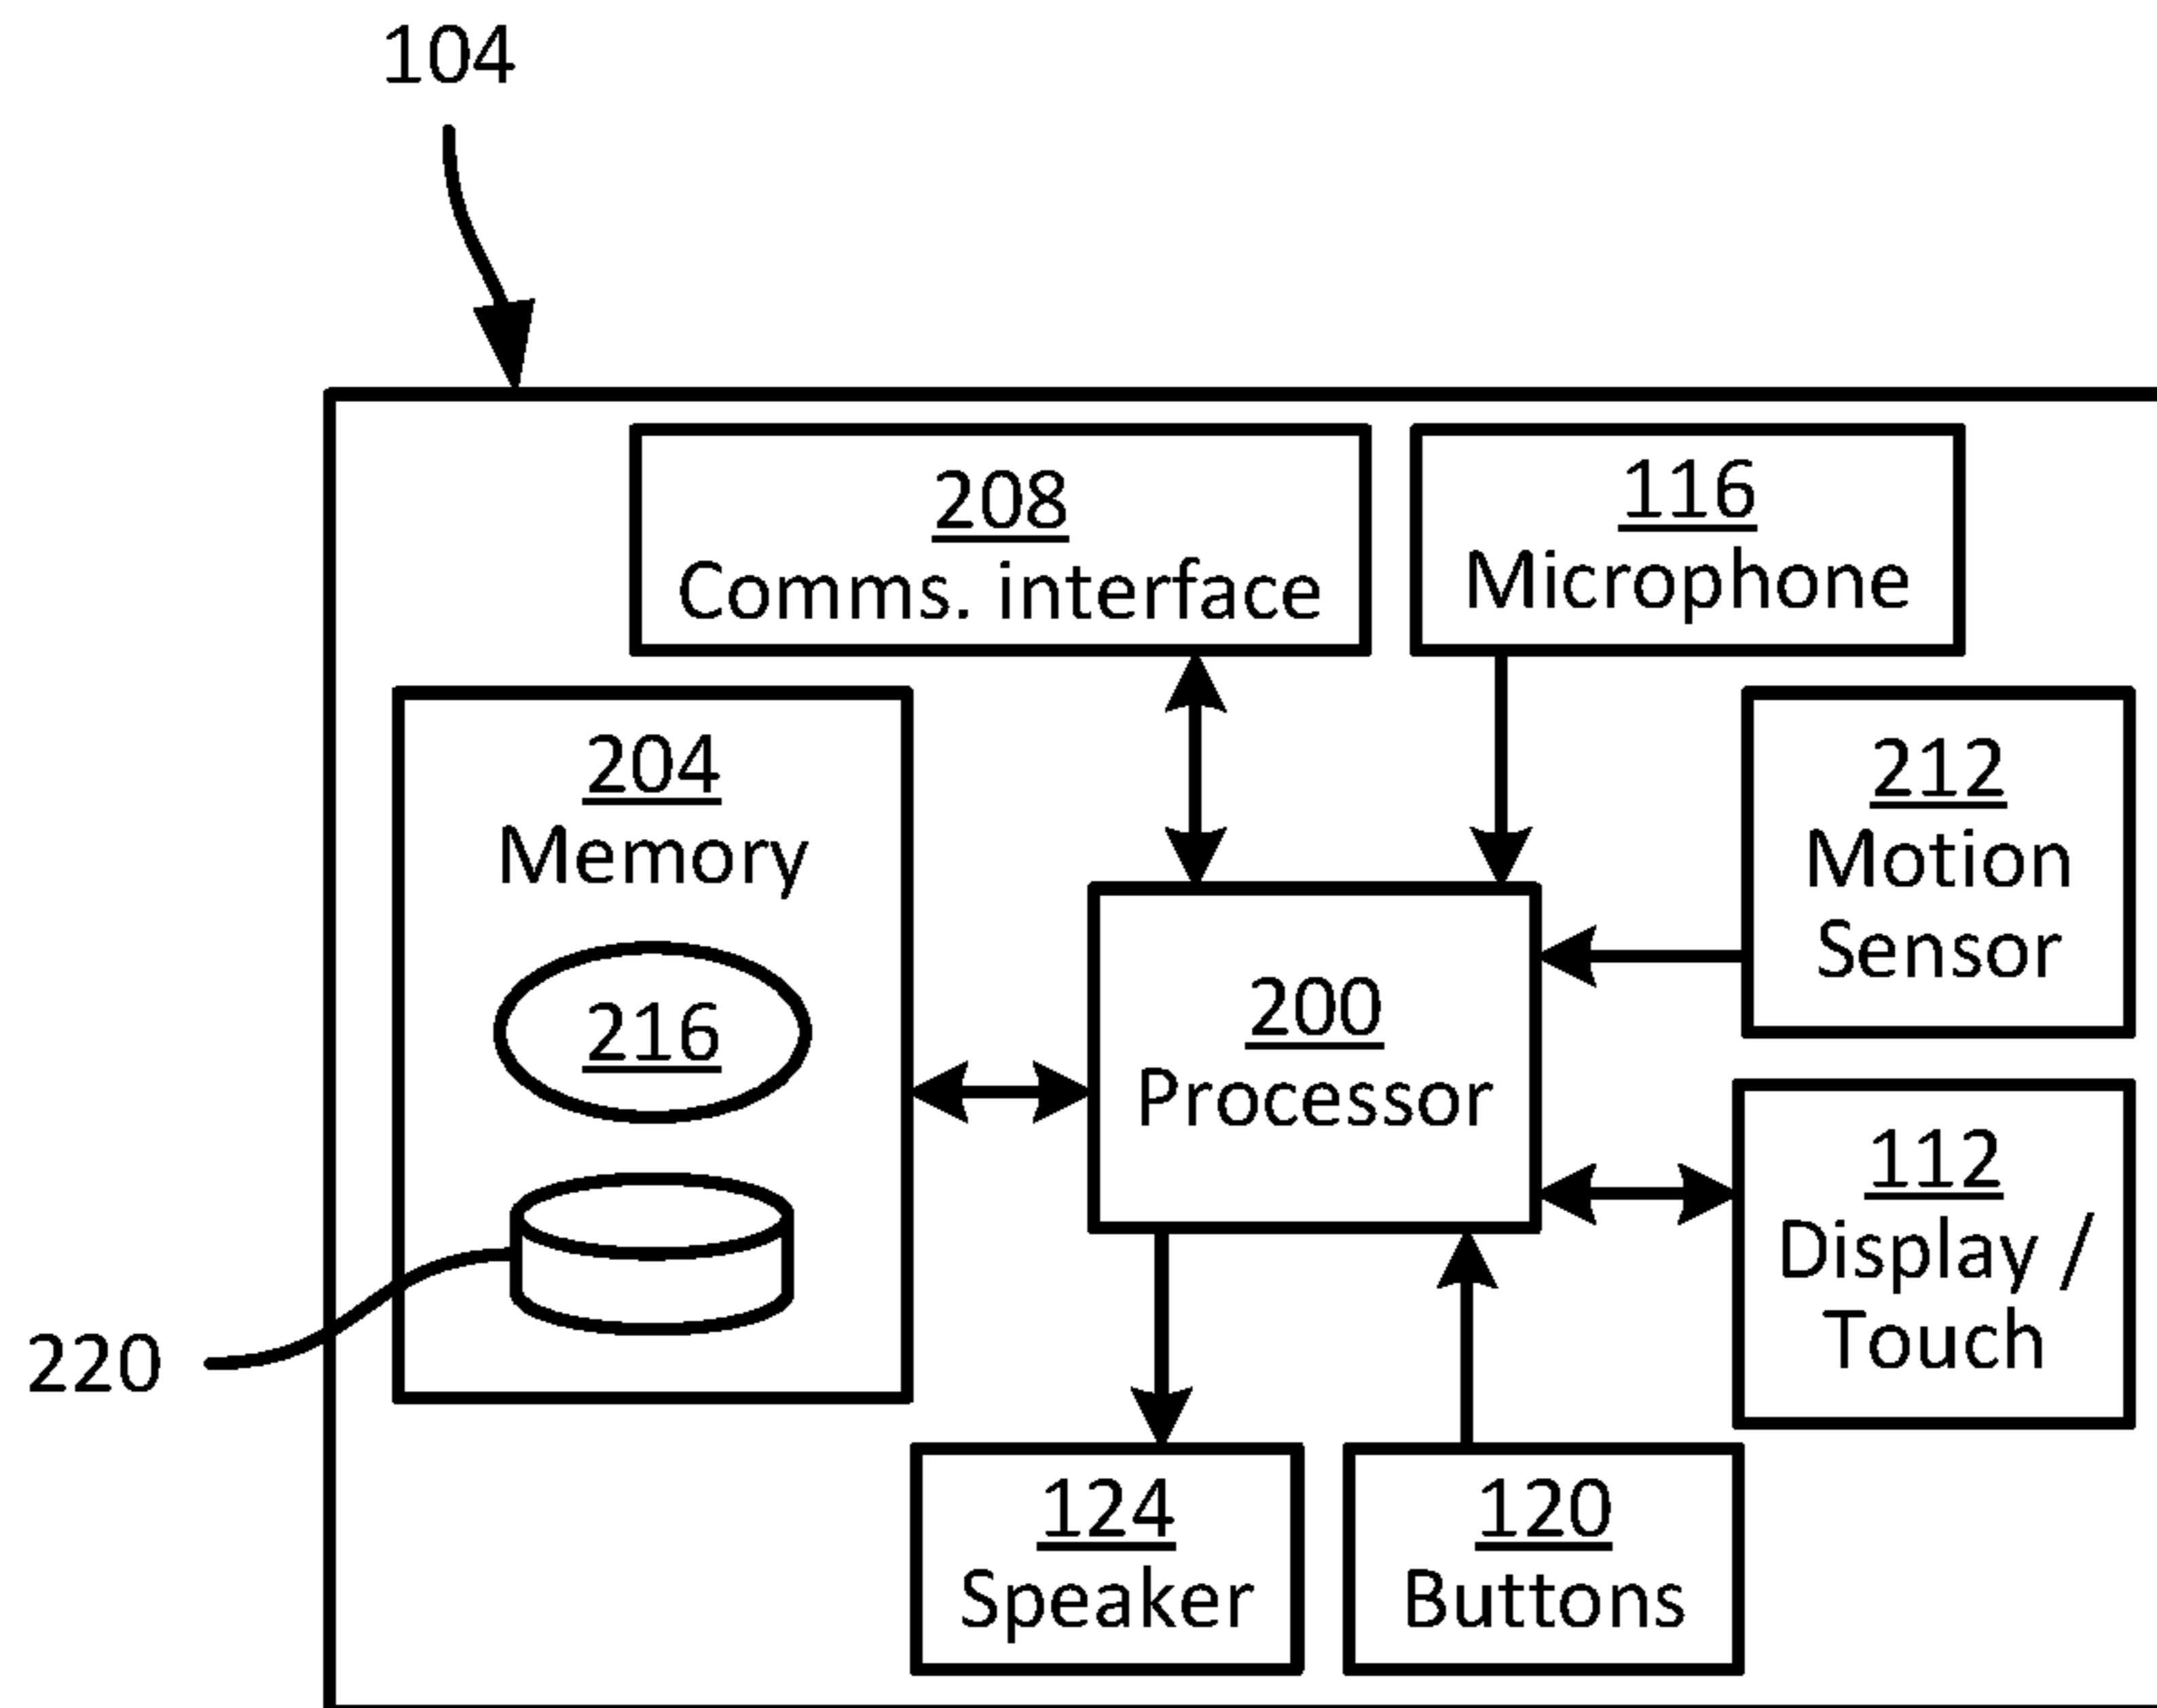 104
208
Comms. interface
116
Microphone
204
Memory
216
220
212
Motion
Sensor
200
Processor
112
Display /
Touch
124
Speaker
120
Buttons